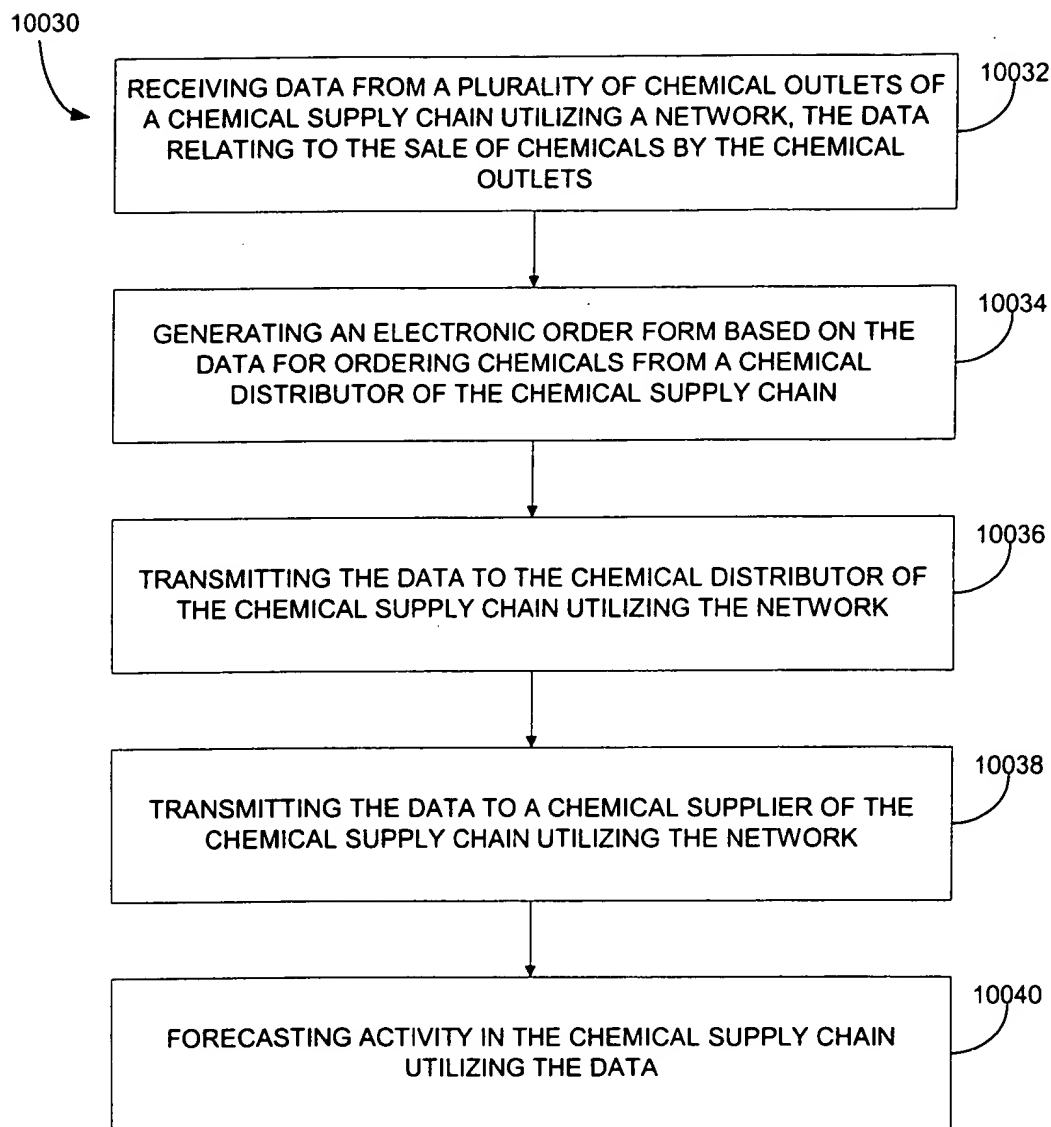 10030
10032
RECEIVING DATA FROM A PLURALITY OF CHEMICAL OUTLETS OF
A CHEMICAL SUPPLY CHAIN UTILIZING A NETWORK, THE DATA
RELATING TO THE SALE OF CHEMICALS BY THE CHEMICAL
OUTLETS
10034
GENERATING AN ELECTRONIC ORDER FORM BASED ON THE
DATA FOR ORDERING CHEMICALS FROM A CHEMICAL
DISTRIBUTOR OF THE CHEMICAL SUPPLY CHAIN
10036
TRANSMITTING THE DATA TO THE CHEMICAL DISTRIBUTOR OF
THE CHEMICAL SUPPLY CHAIN UTILIZING THE NETWORK
10038
TRANSMITTING THE DATA TO A CHEMICAL SUPPLIER OF THE
CHEMICAL SUPPLY CHAIN UTILIZING THE NETWORK
10040
FORECASTING ACTIVITY IN THE CHEMICAL SUPPLY CHAIN
UTILIZING THE DATA